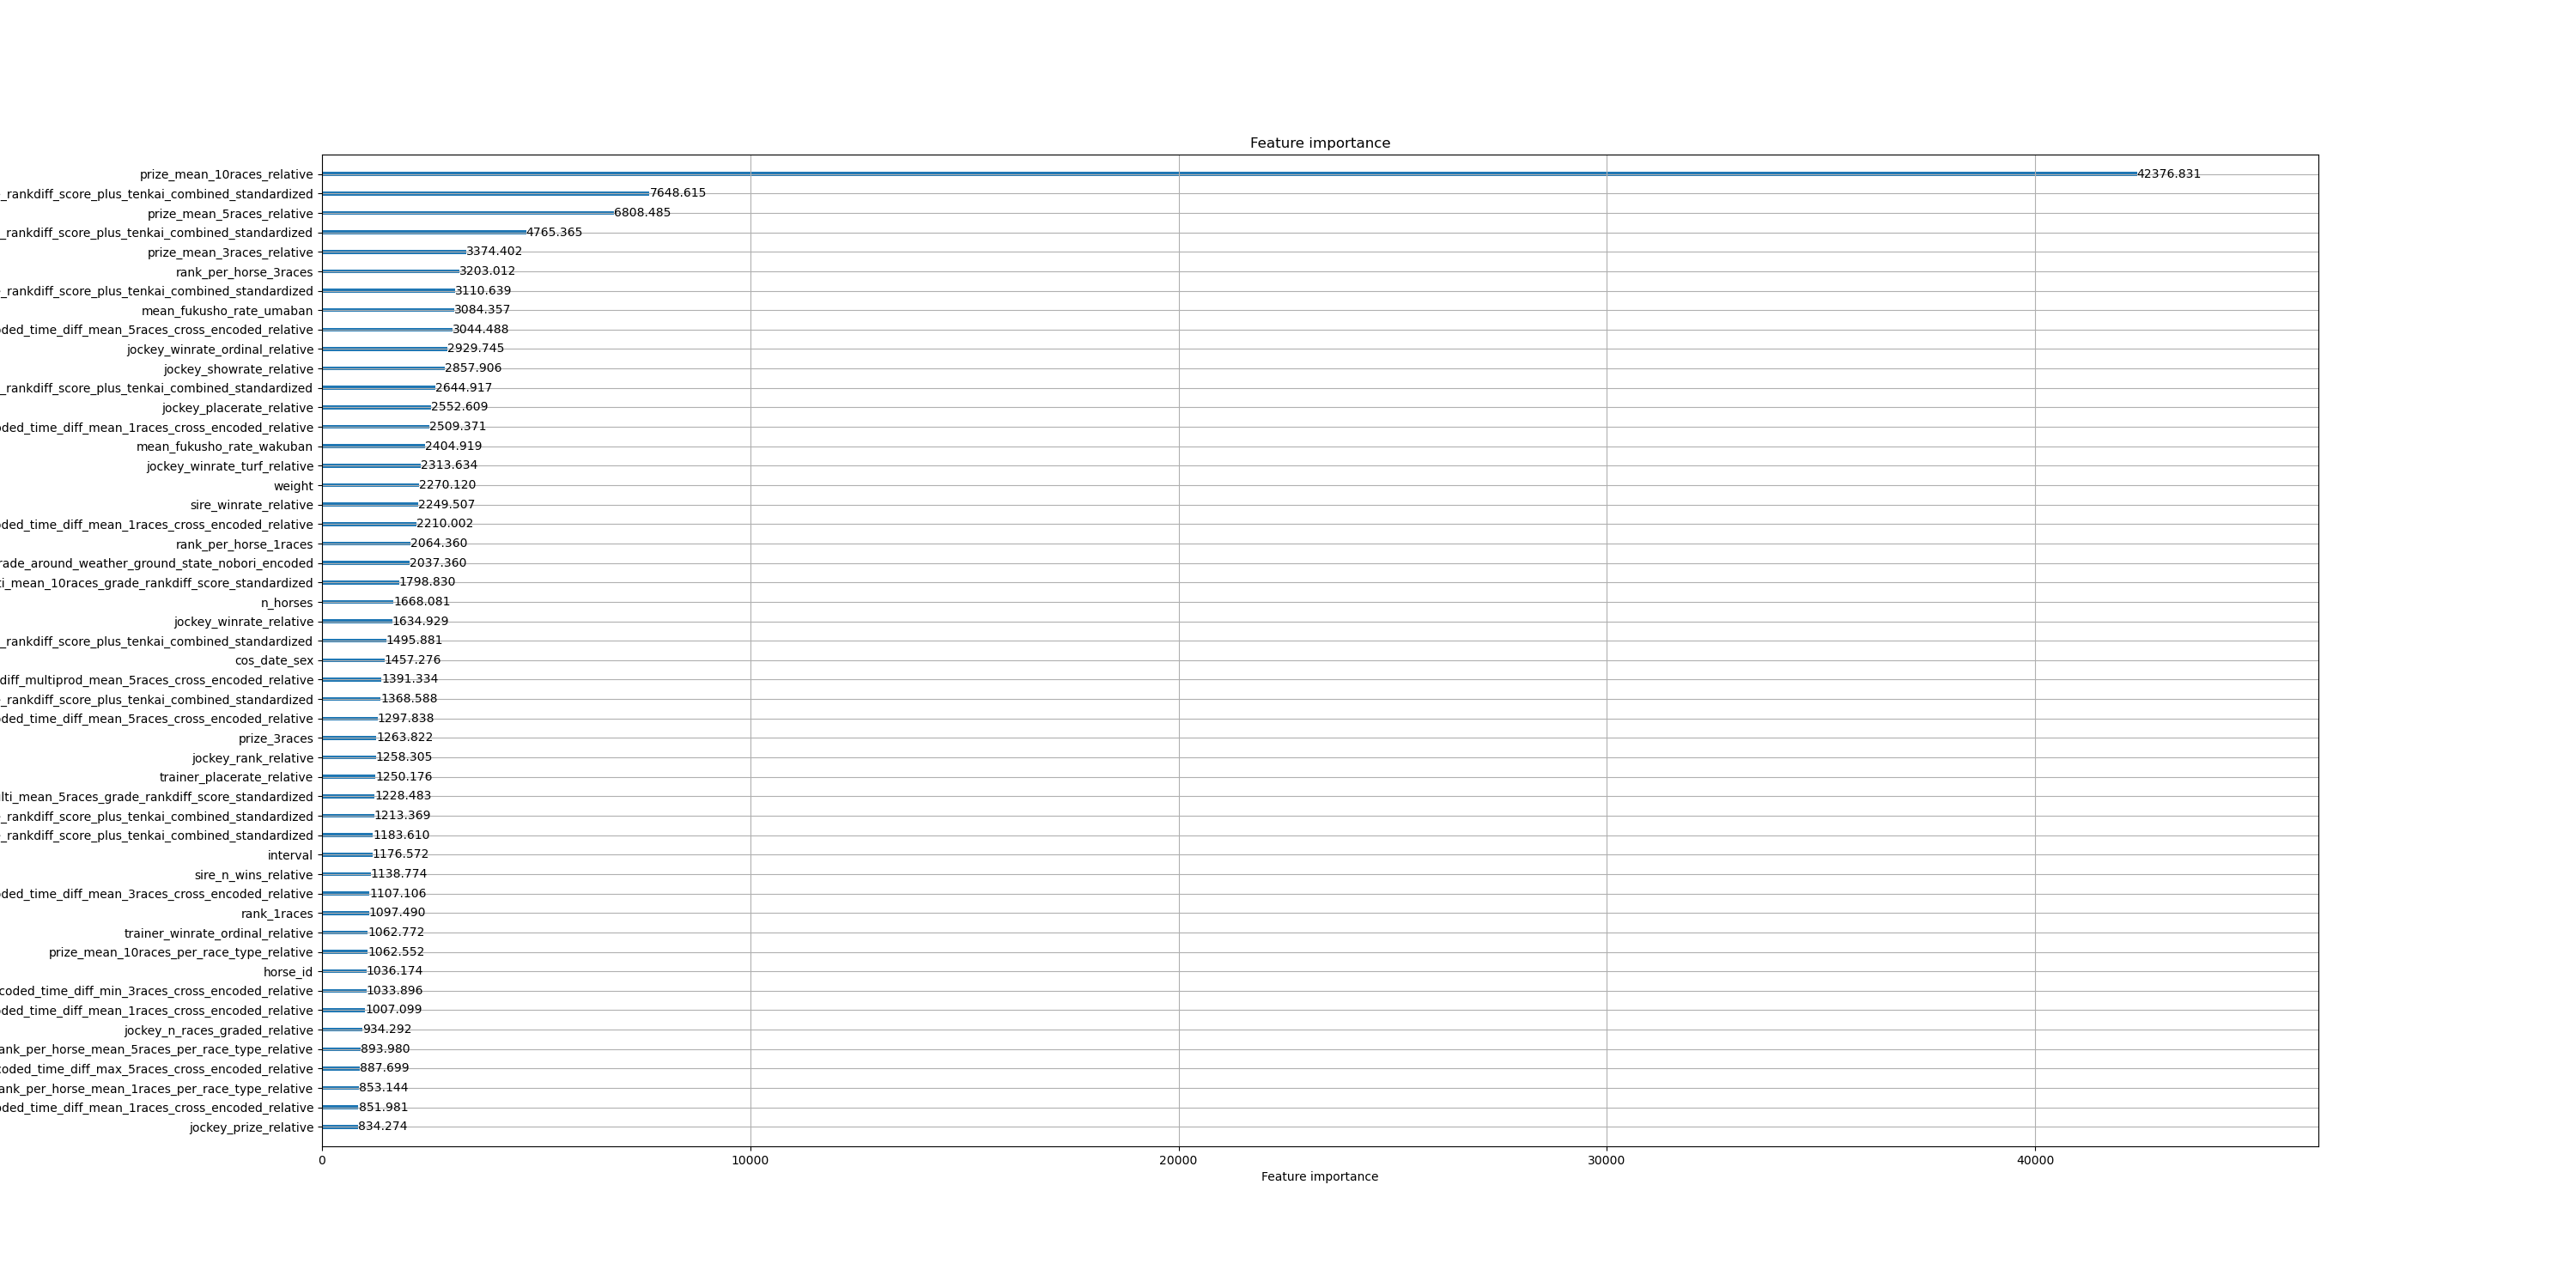 Feature importance
prize_mean_10races_relative 42376.831
_rankdiff_score_plus_tenkai_combined_standardized 7648.615
prize_mean_5races_relative 6808.485
_rankdiff_score_plus_tenkai_combined_standardized 4765.365
prize_mean_3races_relative 3374.402
rank_per_horse_3races 3203.012
_rankdiff_score_plus_tenkai_combined_standardized 3110.639
mean_fukusho_rate_umaban 3084.357
ded_time_diff_mean_5races_cross_encoded_relative 3044.488
jockey_winrate_ordinal_relative 2929.745
jockey_showrate_relative 2857.906
_rankdiff_score_plus_tenkai_combined_standardized 2644.917
jockey_placerate_relative 2552.609
ded_time_diff_mean_1races_cross_encoded_relative 2509.371
mean_fukusho_rate_wakuban 2404.919
jockey_winrate_turf_relative 2313.634
weight 2270.120
sire_winrate_relative 2249.507
ded_time_diff_mean_1races_cross_encoded_relative 2210.002
rank_per_horse_1races 2064.360
rade_around_weather_ground_state_nobori_encoded 2037.360
ti_mean_10races_grade_rankdiff_score_standardized 1798.830
n_horses 1668.081
jockey_winrate_relative 1634.929
_rankdiff_score_plus_tenkai_combined_standardized 1495.881
cos_date_sex 1457.276
diff_multiprod_mean_5races_cross_encoded_relative 1391.334
_rankdiff_score_plus_tenkai_combined_standardized 1368.588
ded_time_diff_mean_5races_cross_encoded_relative 1297.838
prize_3races 1263.822
jockey_rank_relative 1258.305
trainer_placerate_relative 1250.176
lti_mean_5races_grade_rankdiff_score_standardized 1228.483
_rankdiff_score_plus_tenkai_combined_standardized 1213.369
_rankdiff_score_plus_tenkai_combined_standardized 1183.610
interval 1176.572
sire_n_wins_relative 1138.774
ded_time_diff_mean_3races_cross_encoded_relative 1107.106
rank_1races 1097.490
trainer_winrate_ordinal_relative 1062.772
prize_mean_10races_per_race_type_relative 1062.552
horse_id 1036.174
coded_time_diff_min_3races_cross_encoded_relative 1033.896
ded_time_diff_mean_1races_cross_encoded_relative 1007.099
jockey_n_races_graded_relative 934.292
ank_per_horse_mean_5races_per_race_type_relative 893.980
oded_time_diff_max_5races_cross_encoded_relative 887.699
ank_per_horse_mean_1races_per_race_type_relative 853.144
ded_time_diff_mean_1races_cross_encoded_relative 851.981
jockey_prize_relative 834.274
0 10000 20000 30000 40000
Feature importance